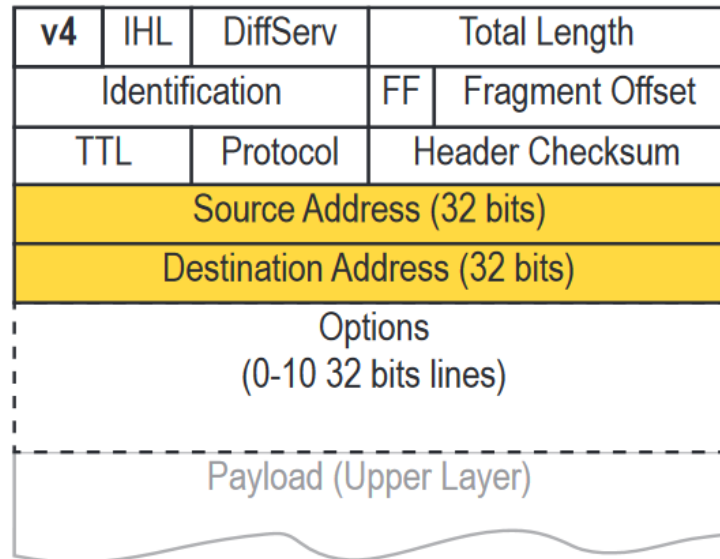 v4 IHL DiffServ Total Length
Identification FF Fragment Offset
TTL Protocol Header Checksum
Source Address (32 bits)
Destination Address (32 bits)
Options
(0-10 32 bits lines)
Payload (Upper Layer)